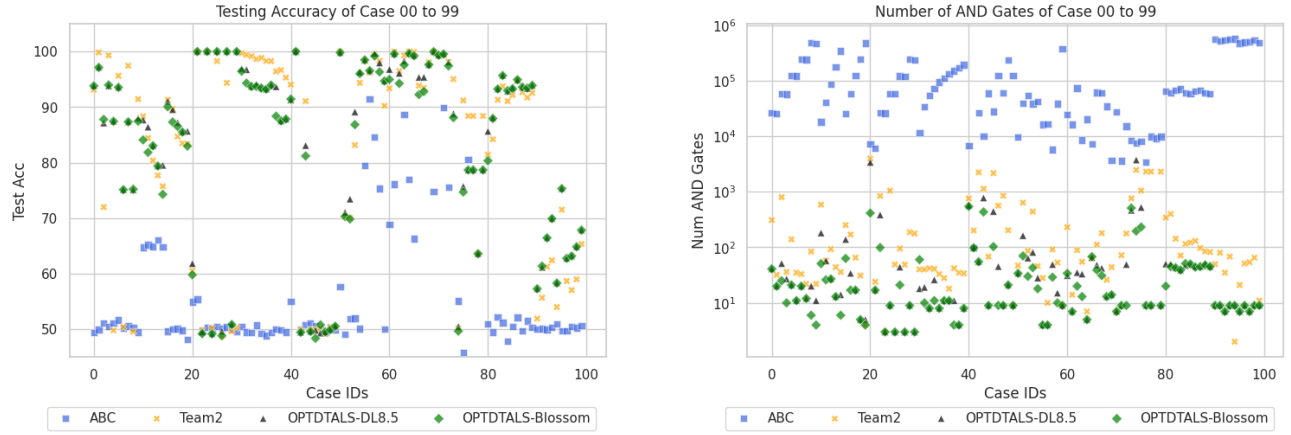 Testing Accuracy of Case 00 to 99
Test Acc
100
90
80
70
60
50
0
20
40
60
80
100
Case IDs
ABC
Team2
OPTDTALS-DL8.5
OPTDTALS-Blossom
Number of AND Gates of Case 00 to 99
Num AND Gates
10⁶
10⁵
10⁴
10³
10²
10¹
0
20
40
60
80
100
Case IDs
ABC
Team2
OPTDTALS-DL8.5
OPTDTALS-Blossom